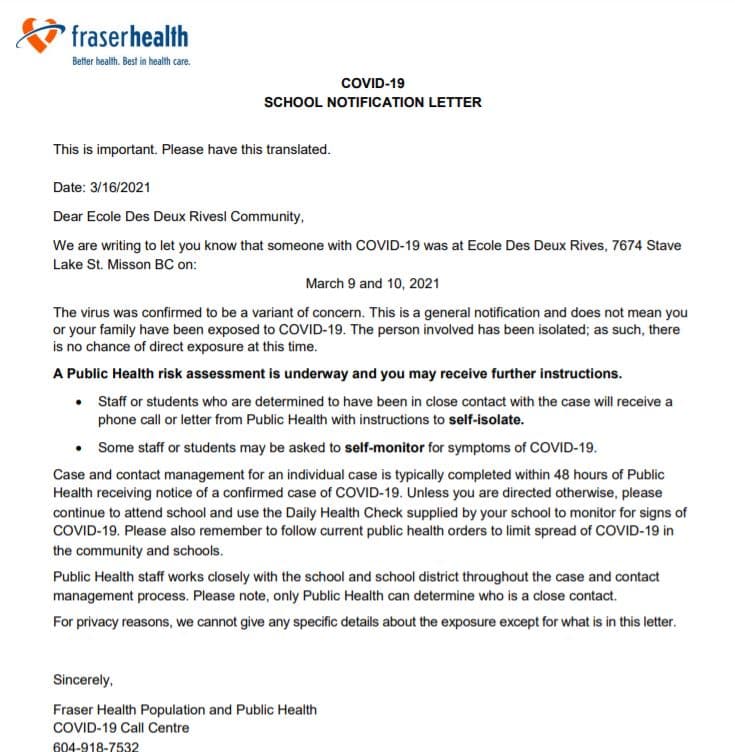 fraserhealth
Better health. Best in health care.
COVID-19
SCHOOL NOTIFICATION LETTER
This is important. Please have this translated.
Date: 3/16/2021
Dear Ecole Des Deux Rivesl Community,
We are writing to let you know that someone with COVID-19 was at Ecole Des Deux Rives, 7674 Stave
Lake St. Misson BC on:
March 9 and 10, 2021
The virus was confirmed to be a variant of concern. This is a general notification and does not mean you
or your family have been exposed to COVID-19. The person involved has been isolated; as such, there
is no chance of direct exposure at this time.
A Public Health risk assessment is underway and you may receive further instructions.
• Staff or students who are determined to have been in close contact with the case will receive a
phone call or letter from Public Health with instructions to self-isolate.
• Some staff or students may be asked to self-monitor for symptoms of COVID-19.
Case and contact management for an individual case is typically completed within 48 hours of Public
Health receiving notice of a confirmed case of COVID-19. Unless you are directed otherwise, please
continue to attend school and use the Daily Health Check supplied by your school to monitor for signs of
COVID-19. Please also remember to follow current public health orders to limit spread of COVID-19 in
the community and schools.
Public Health staff works closely with the school and school district throughout the case and contact
management process. Please note, only Public Health can determine who is a close contact.
For privacy reasons, we cannot give any specific details about the exposure except for what is in this letter.
Sincerely,
Fraser Health Population and Public Health
COVID-19 Call Centre
604-918-7532